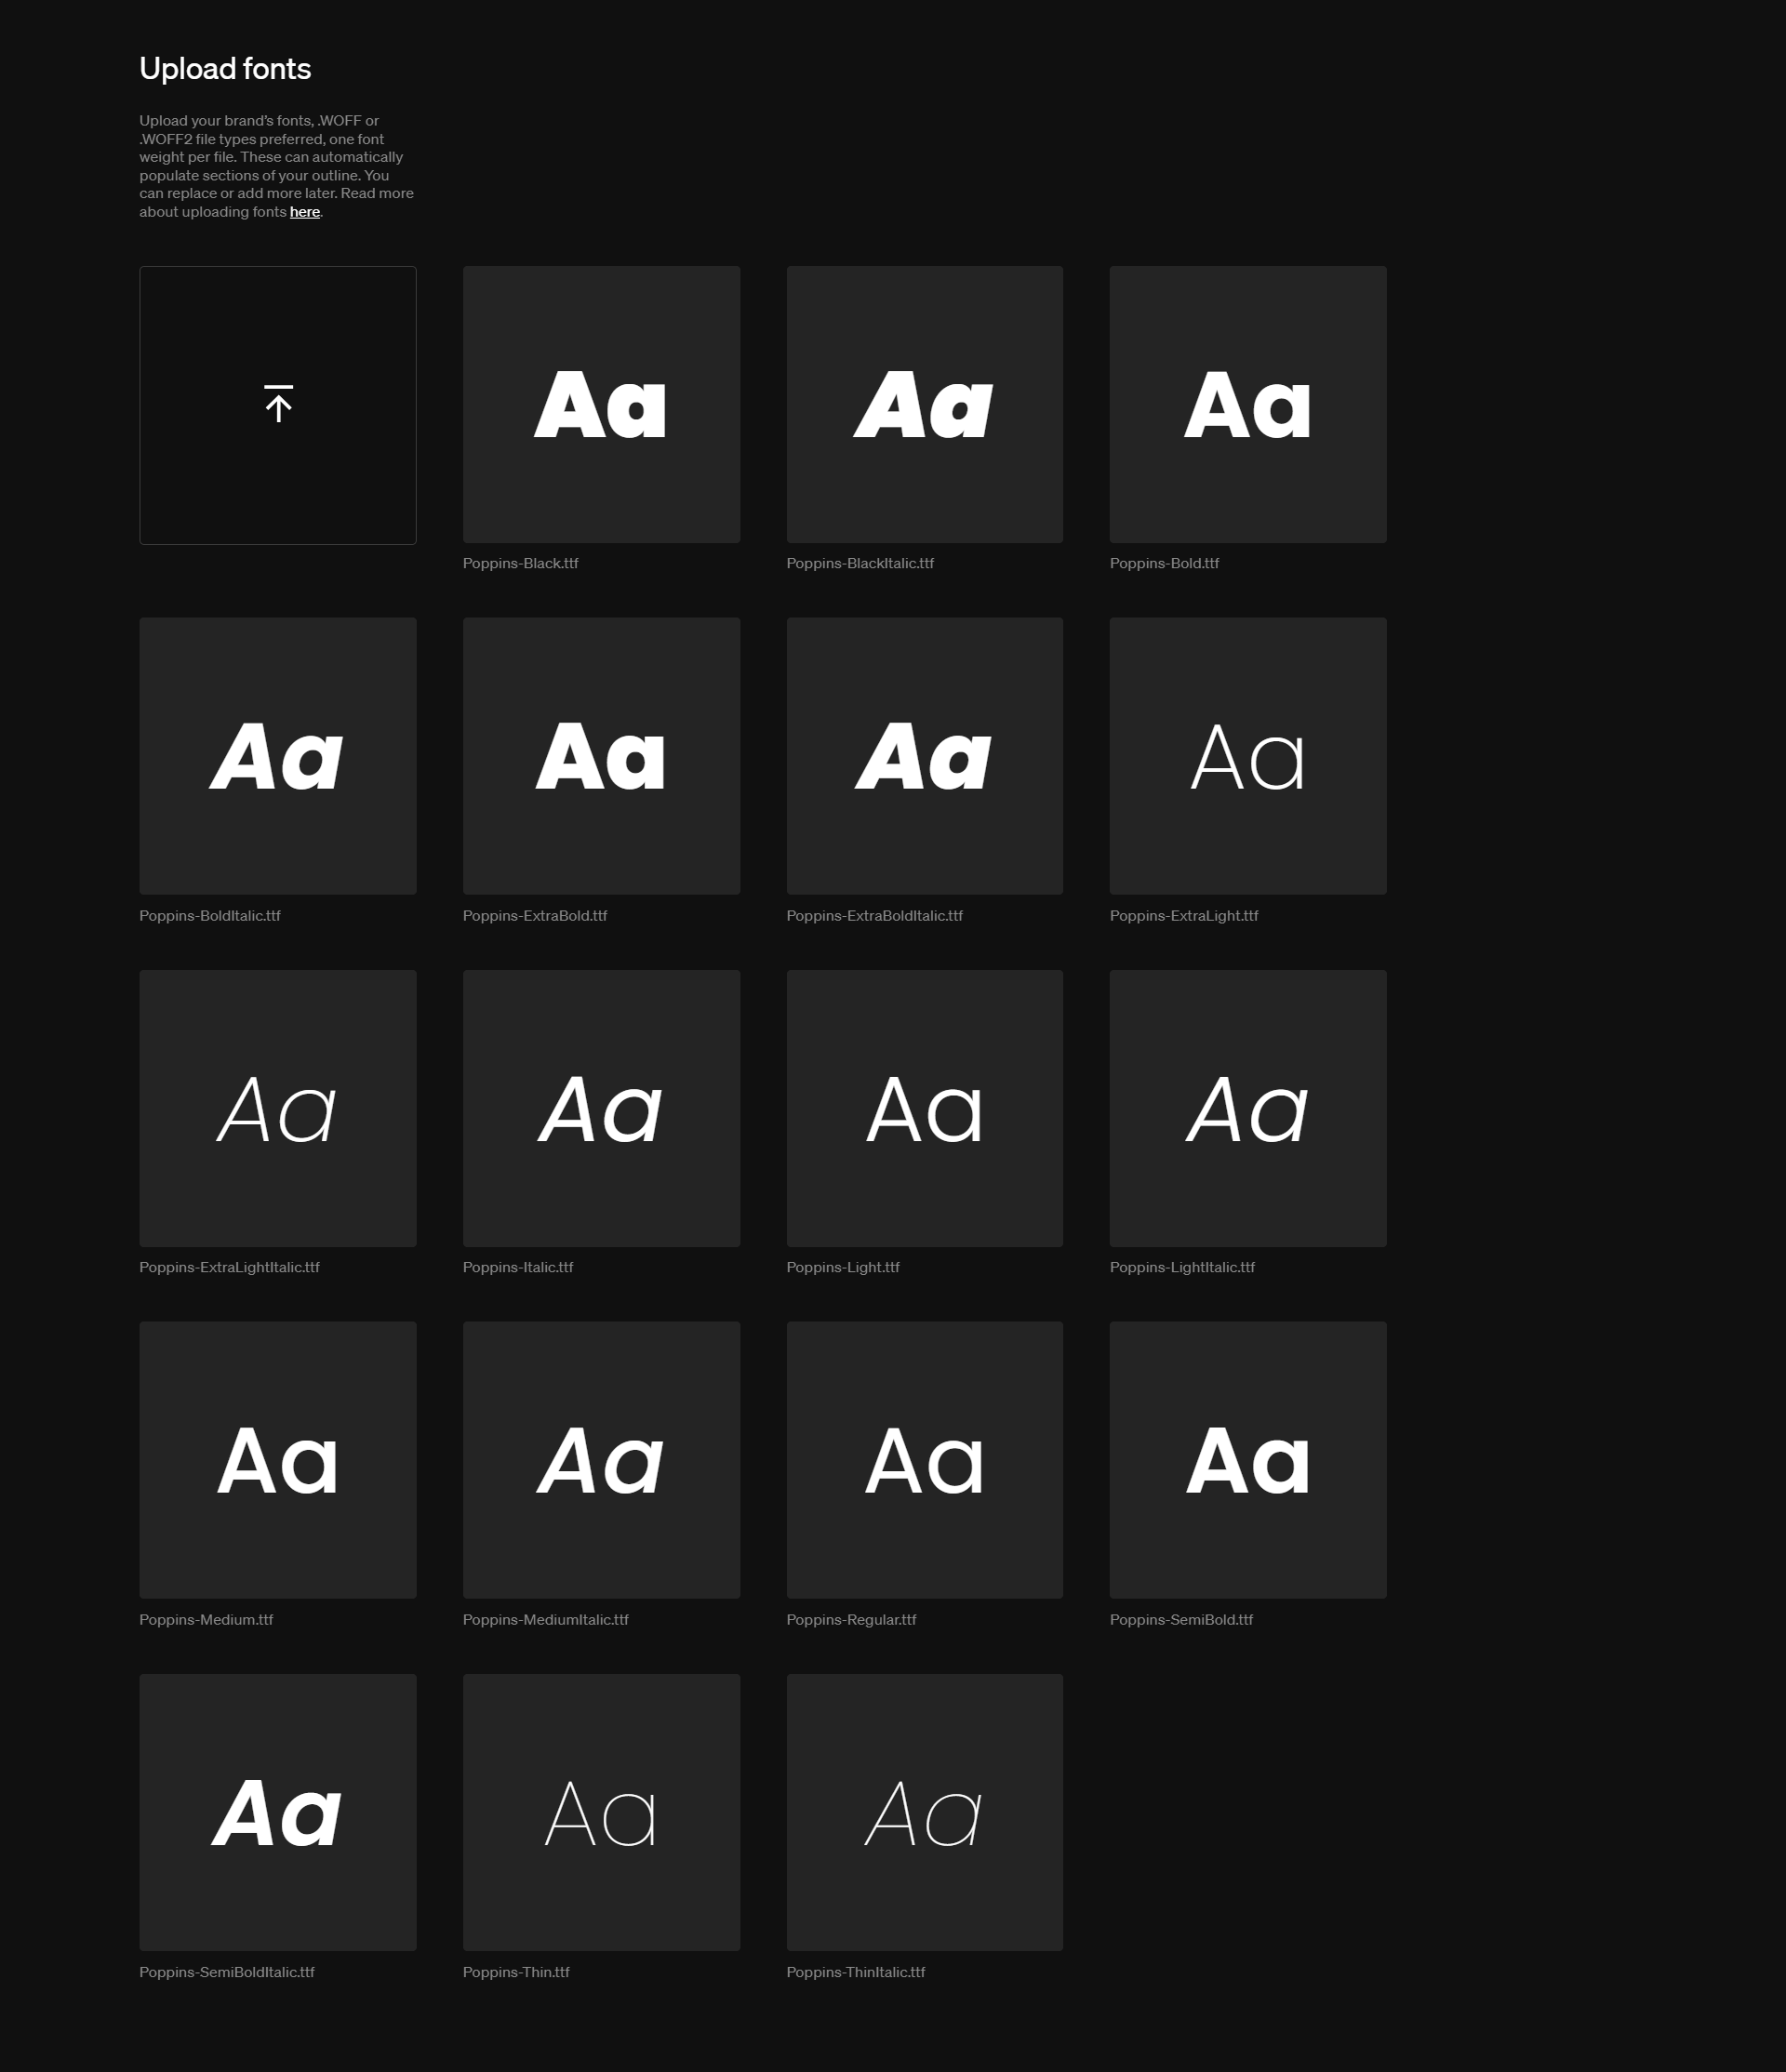 Upload fonts
Upload your brand's fonts, .WOFF or
.WOFF2 file types preferred, one font
weight per file. These can automatically
populate sections of your outline. You
can replace or add more later. Read more
about uploading fonts here.
Aa
Aa
Aa
Poppins-Black.ttf
Poppins-BlackItalic.ttf
Poppins-Bold.ttf
Aa
Aa
Aa
Aa
Poppins-BoldItalic.ttf
Poppins-ExtraBold.ttf
Poppins-ExtraBoldItalic.ttf
Poppins-ExtraLight.ttf
Aa
Aa
Aa
Aa
Poppins-ExtraLightItalic.ttf
Poppins-Italic.ttf
Poppins-Light.ttf
Poppins-LightItalic.ttf
Aa
Aa
Aa
Aa
Poppins-Medium.ttf
Poppins-MediumItalic.ttf
Poppins-Regular.ttf
Poppins-SemiBold.ttf
Aa
Aa
Aa
Poppins-SemiBoldItalic.ttf
Poppins-Thin.ttf
Poppins-ThinItalic.ttf